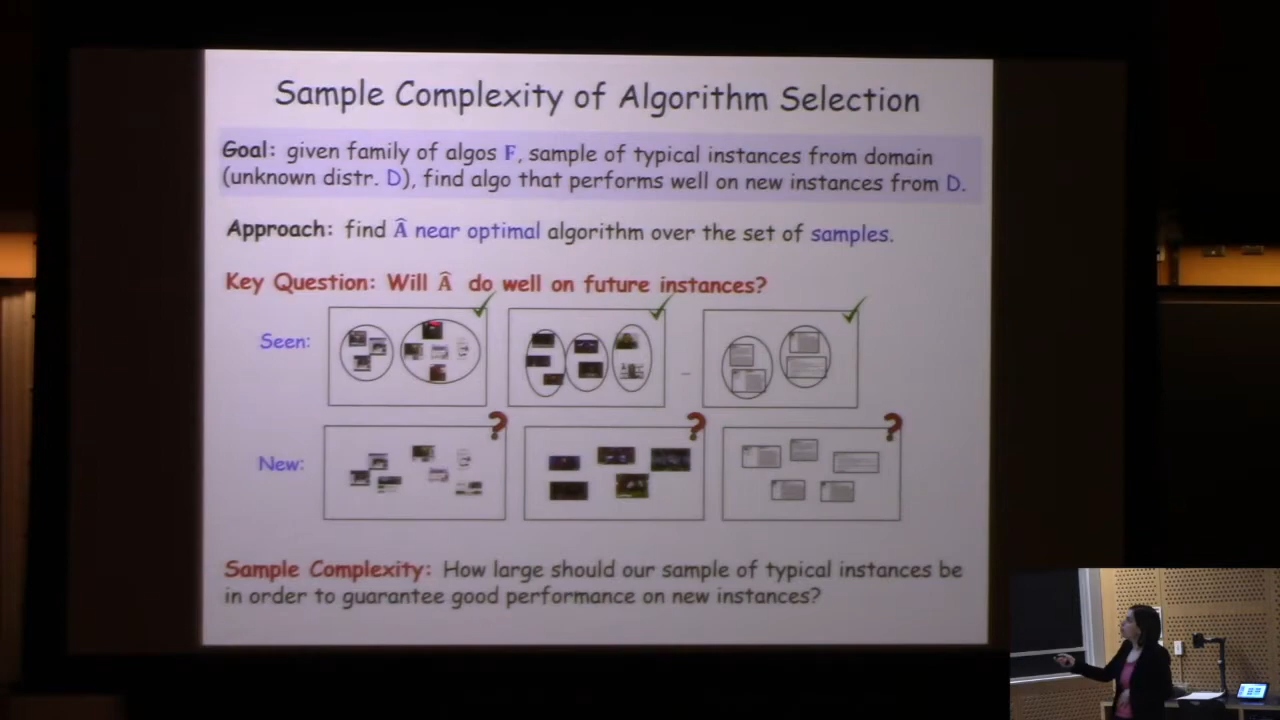 Sample Complexity of Algorithm Selection
Goal: given family of algos F, sample of typical instances from domain
(unknown distr. D), find algo that performs well on new instances from D.
Approach: find Â near optimal algorithm over the set of samples.
Key Question: Will Â do well on future instances?
Seen:
?
?
?
New:
Sample Complexity: How large should our sample of typical instances be
in order to guarantee good performance on new instances?